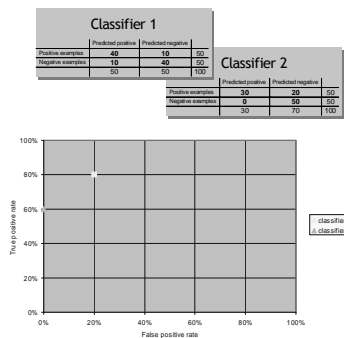 Classifier 1
Predicted positive Predicted negative
Positive examples 40 10 50
Negative examples 10 40 50
50 50 100
Classifier 2
Predicted positive Predicted negative
Positive examples 30 20 50
Negative examples 0 50 50
30 70 100
100%
80%
60%
40%
20%
0%
0% 20% 40% 60% 80% 100%
True positive rate
False positive rate
classifier
classifier